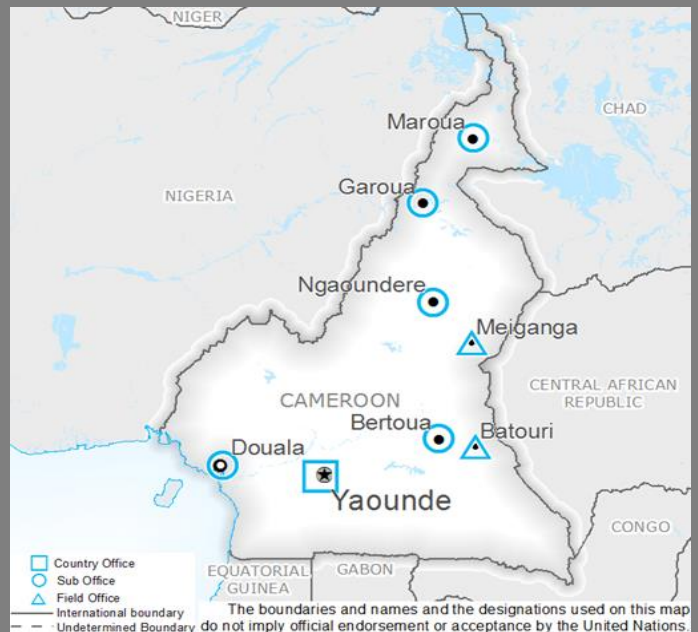 NIGER
Maroua
CHAD
Garoua
NIGERIA
Ngaoundere
Meiganga
CENTRAL AFRICAN
REPUBLIC
CAMEROON
Bertoua
Batouri
Douala
Yaounde
CONGO
EQUATORIAL
GUINEA
GABON
Country Office
Sub Office
Field Office
International boundary
Undetermined Boundary
The boundaries and names and the designations used on this map
do not imply official endorsement or acceptance by the United Nations.